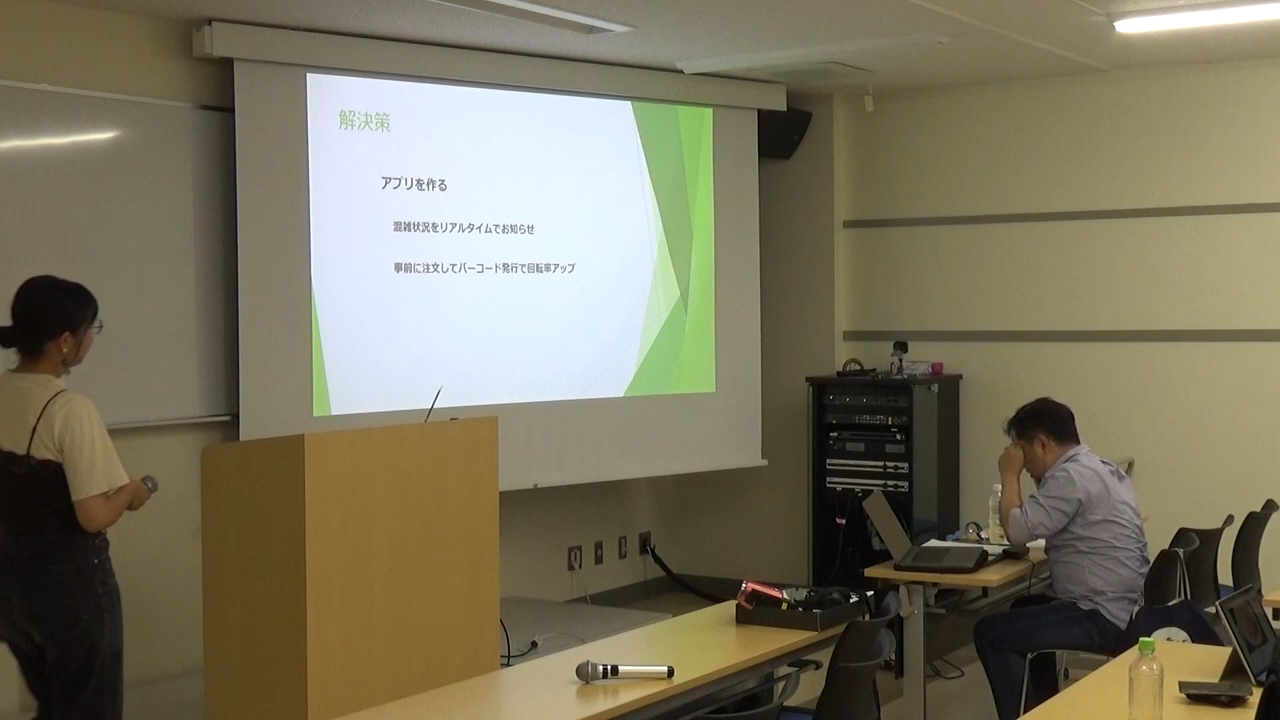 解決策
アプリを作る
混雑状況をリアルタイムでお知らせ
事前に注文してバーコード発行で回転率アップ